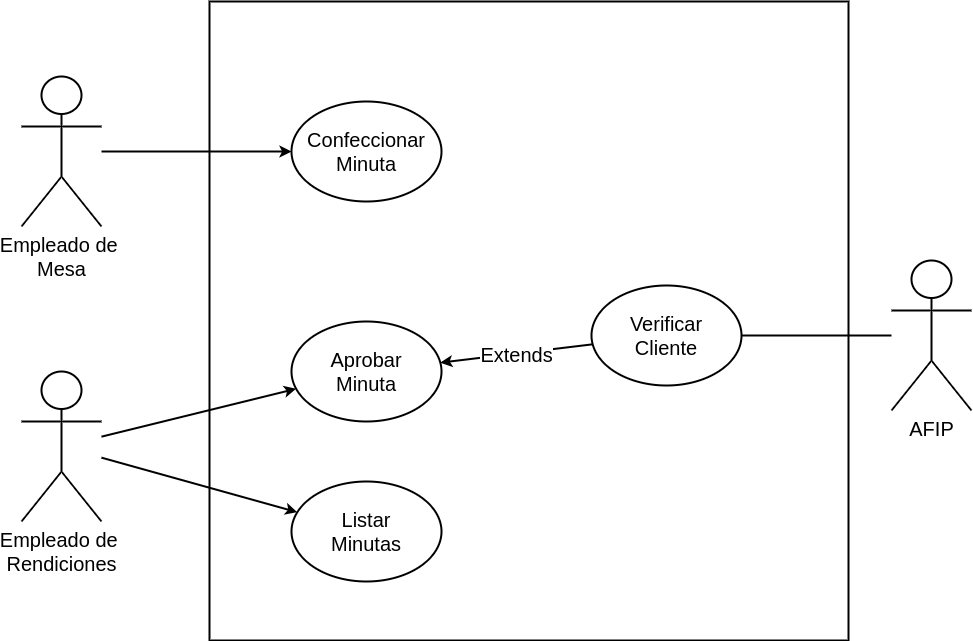 Confeccionar
Minuta
Empleado de
Mesa
Verificar
Cliente
Extends
Aprobar
Minuta
AFIP
Listar
Minutas
Empleado de
Rendiciones